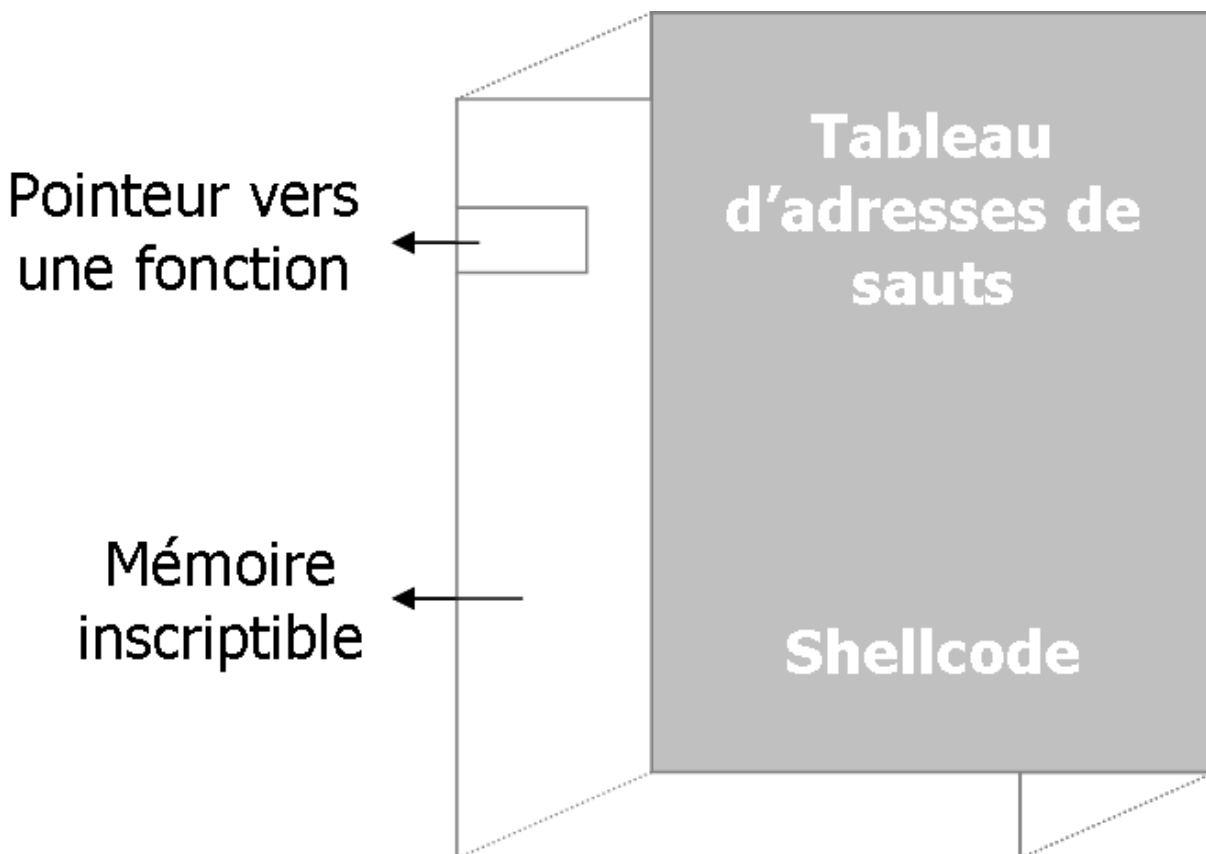 Tableau
d’adresses de
sauts
Pointeur vers
une fonction
Mémoire
inscriptible
Shellcode